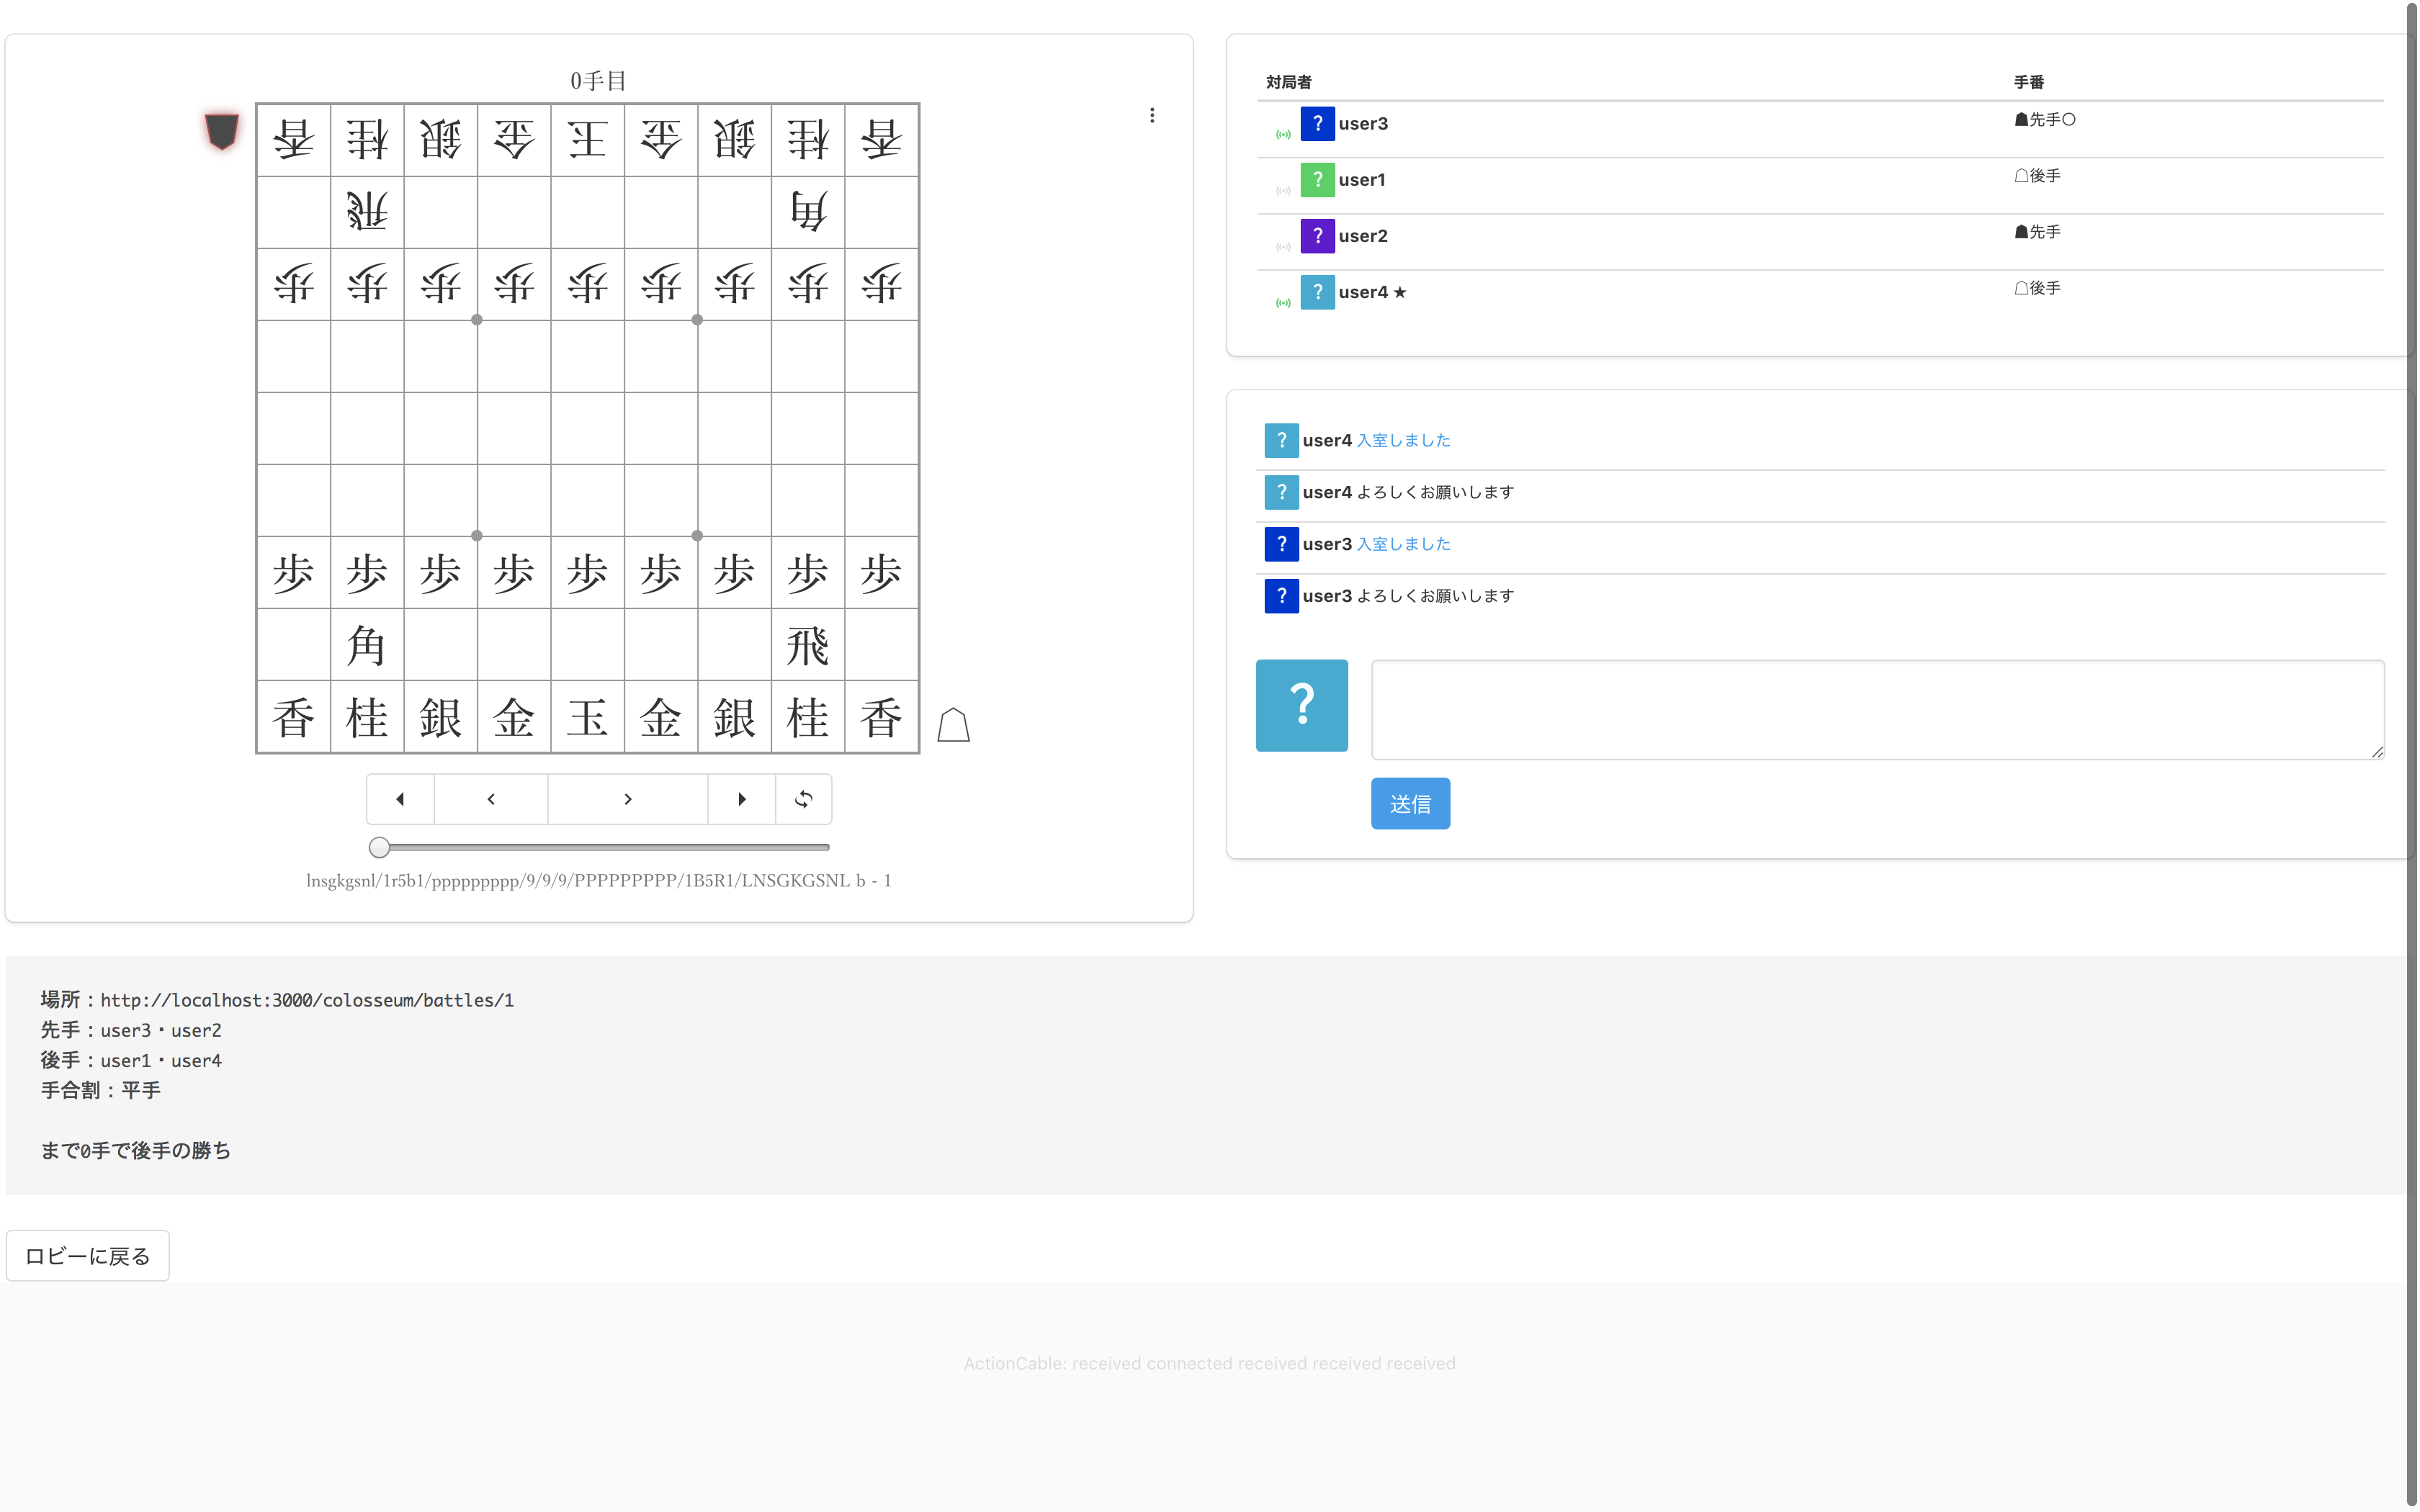 0手目
香桂銀金王金銀桂香
飛角
歩歩歩歩歩歩歩歩歩
歩歩歩歩歩歩歩歩歩
角飛
香桂銀金玉金銀桂香
lnsgkgsnl/1r5b1/ppppppppp/9/9/9/PPPPPPPPP/1B5R1/LNSGKGSNL b - 1
対局者 手番
? user3 ☗先手○
? user1 ☖後手
? user2 ☗先手
? user4 ★ ☖後手
? user4 入室しました
? user4 よろしくお願いします
? user3 入室しました
? user3 よろしくお願いします
?
送信
場所：http://localhost:3000/colosseum/battles/1
先手：user3・user2
後手：user1・user4
手合割：平手
まで0手で後手の勝ち
ロビーに戻る
ActionCable: received connected received received received